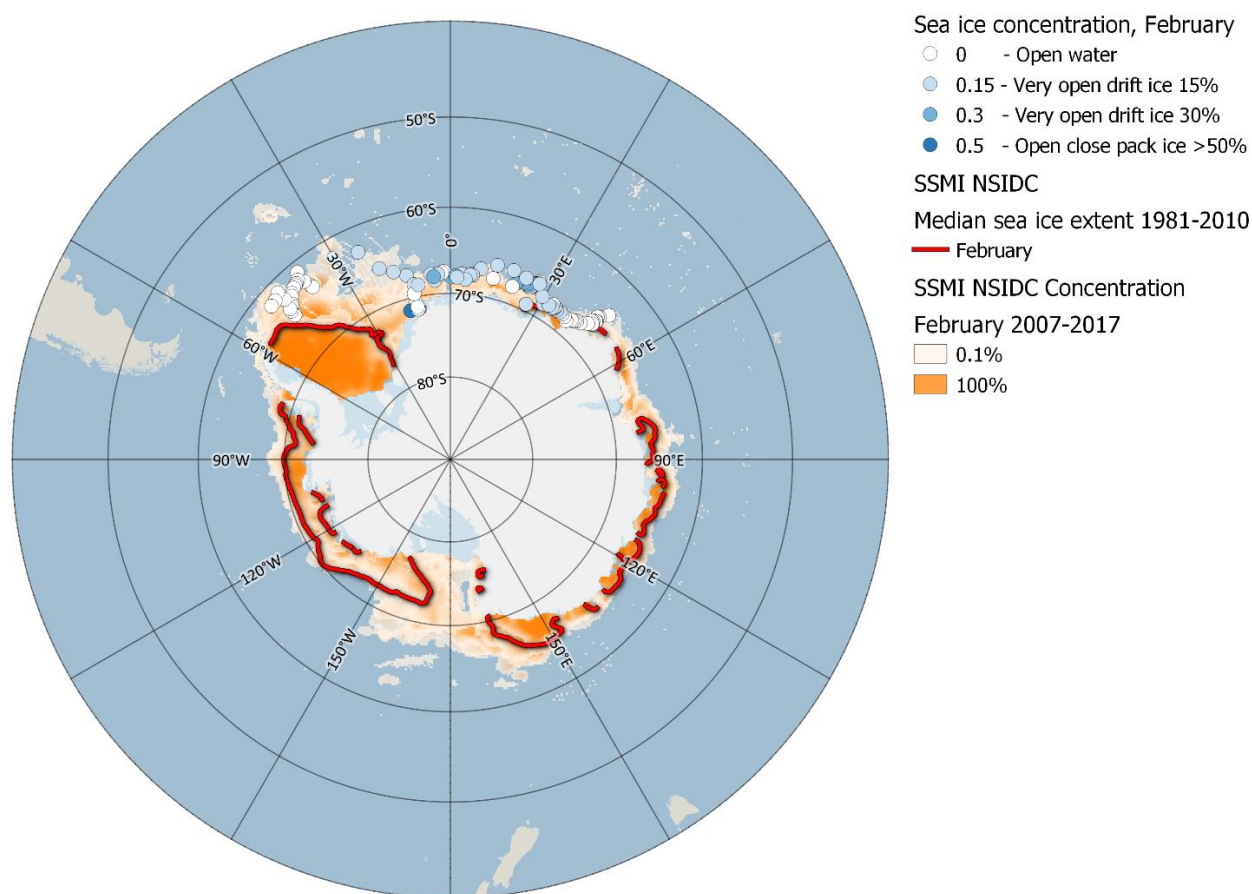 Sea ice concentration, February
0 - Open water
0.15 - Very open drift ice 15%
0.3 - Very open drift ice 30%
0.5 - Open close pack ice >50%
SSMI NSIDC
Median sea ice extent 1981-2010
February
SSMI NSIDC Concentration
February 2007-2017
0.1%
100%
50°S
60°S
0°
30°W
30°E
70°S
60°W
60°E
80°S
90°W
90°E
120°W
120°E
150°W
150°E